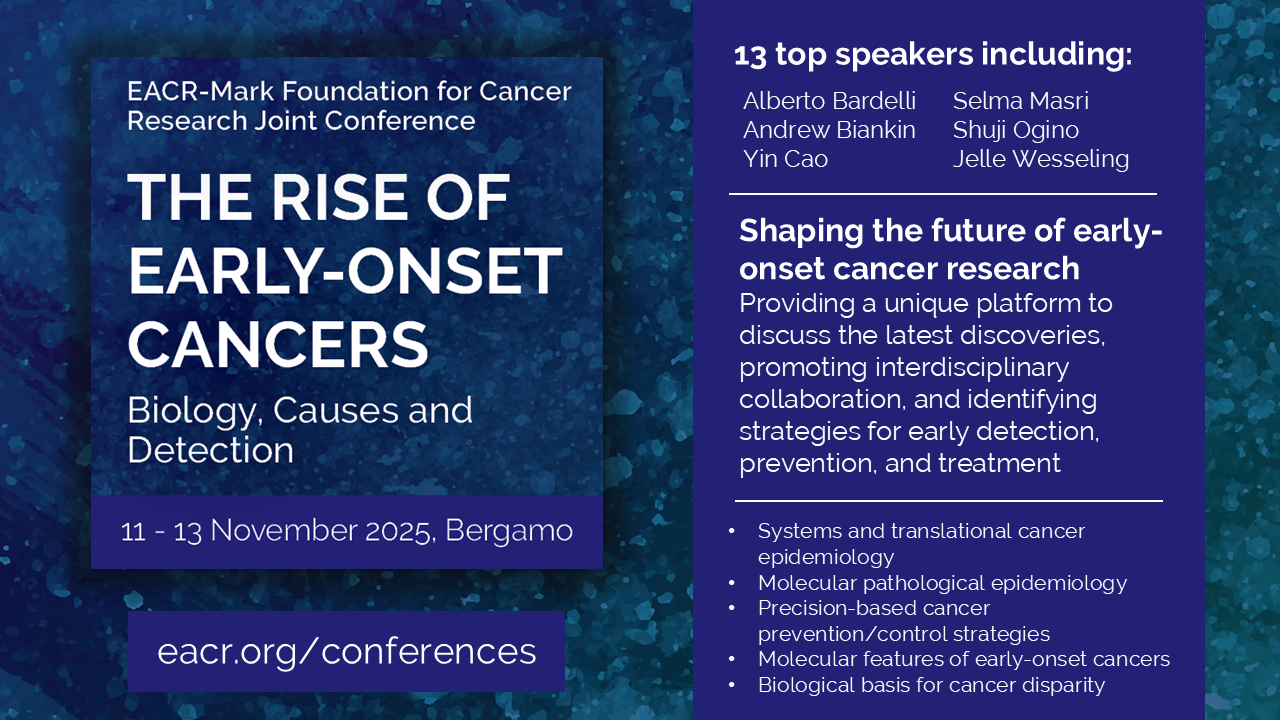 EACR-Mark Foundation for Cancer
Research Joint Conference
THE RISE OF
EARLY-ONSET
CANCERS
Biology, Causes and
Detection
11 - 13 November 2025, Bergamo
eacr.org/conferences
13 top speakers including:
Alberto Bardelli
Andrew Biankin
Yin Cao
Selma Masri
Shuji Ogino
Jelle Wesseling
Shaping the future of early-
onset cancer research
Providing a unique platform to
discuss the latest discoveries,
promoting interdisciplinary
collaboration, and identifying
strategies for early detection,
prevention, and treatment
• Systems and translational cancer
epidemiology
• Molecular pathological epidemiology
• Precision-based cancer
prevention/control strategies
• Molecular features of early-onset cancers
• Biological basis for cancer disparity